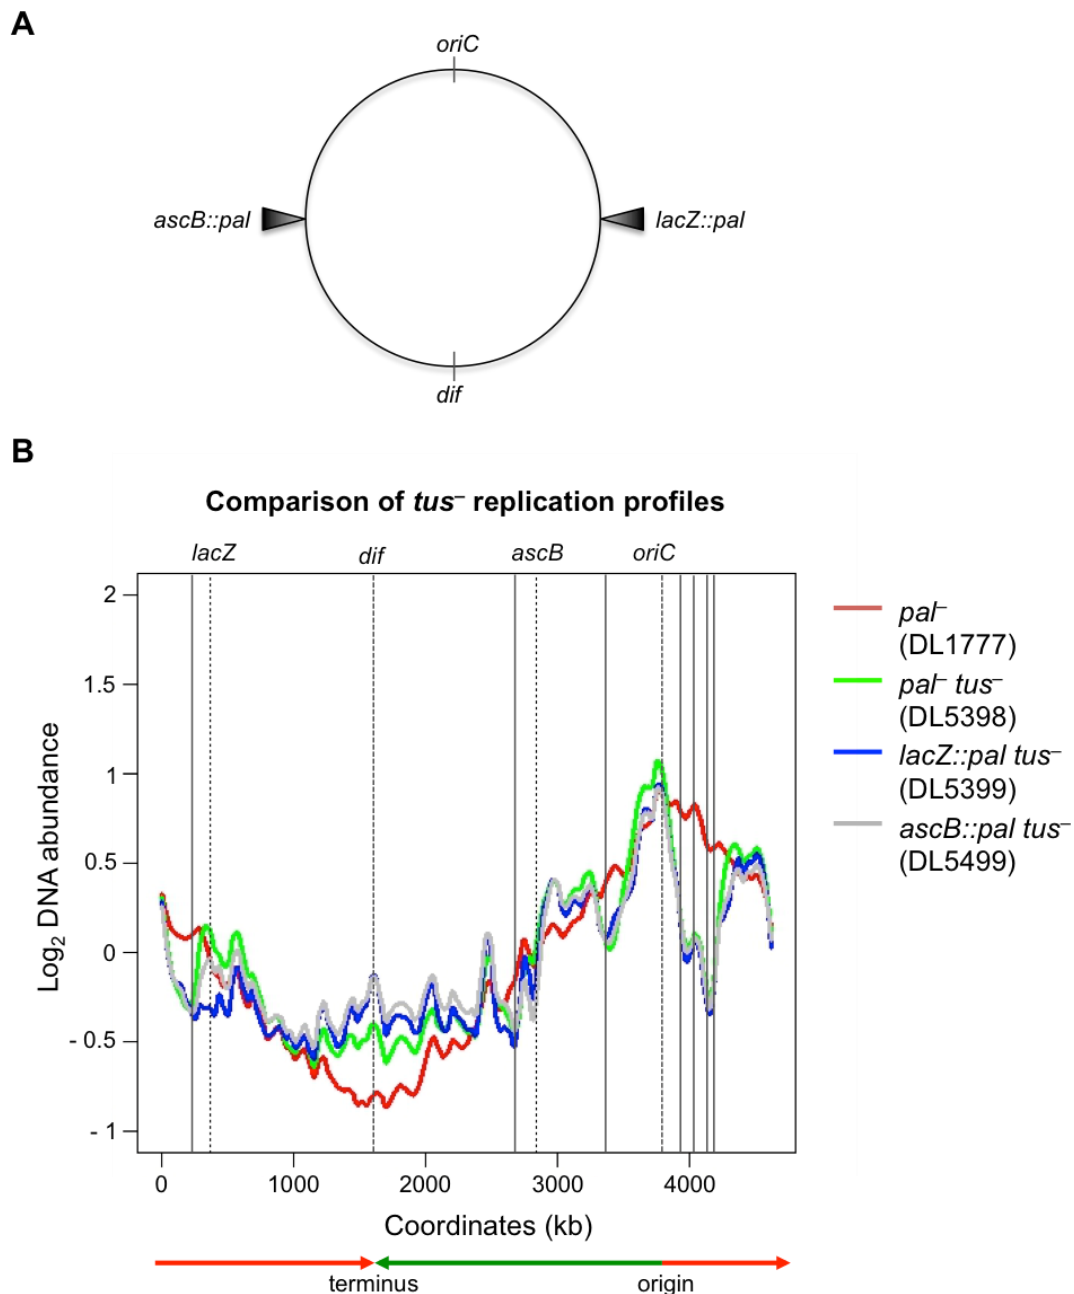 A
oriC
ascB::pal
lacZ::pal
dif
B
Comparison of tus– replication profiles
lacZ
dif
ascB
oriC
2
1.5
1
0.5
0
- 0.5
- 1
Log2 DNA abundance
0
1000
2000
3000
4000
Coordinates (kb)
terminus
origin
pal–
(DL1777)
pal– tus–
(DL5398)
lacZ::pal tus–
(DL5399)
ascB::pal tus–
(DL5499)